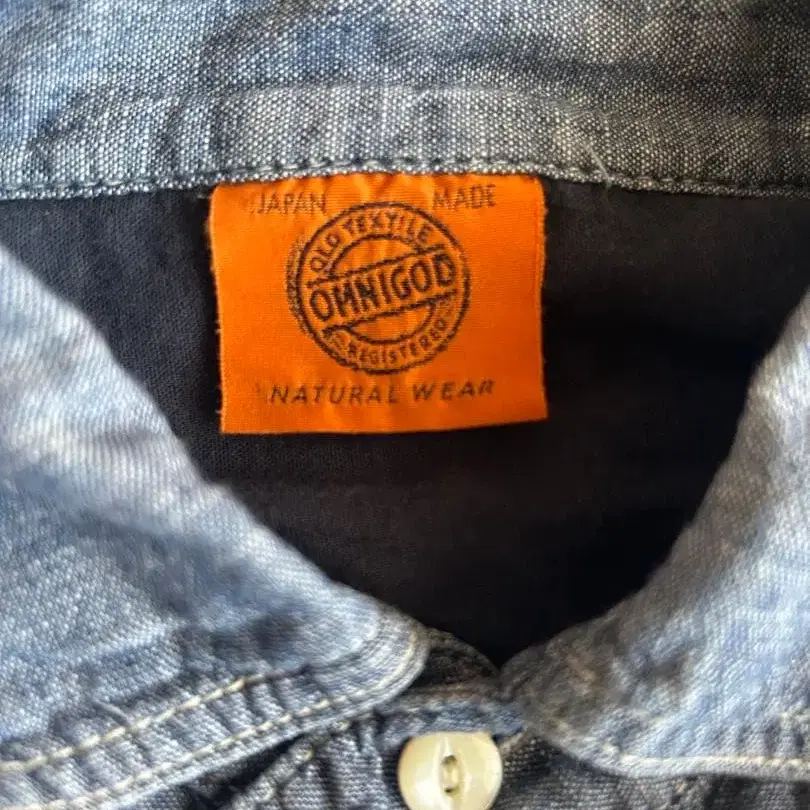 JAPAN MADE
OLD TEXTILE
OMNIGOD
REGISTERED
NATURAL WEAR